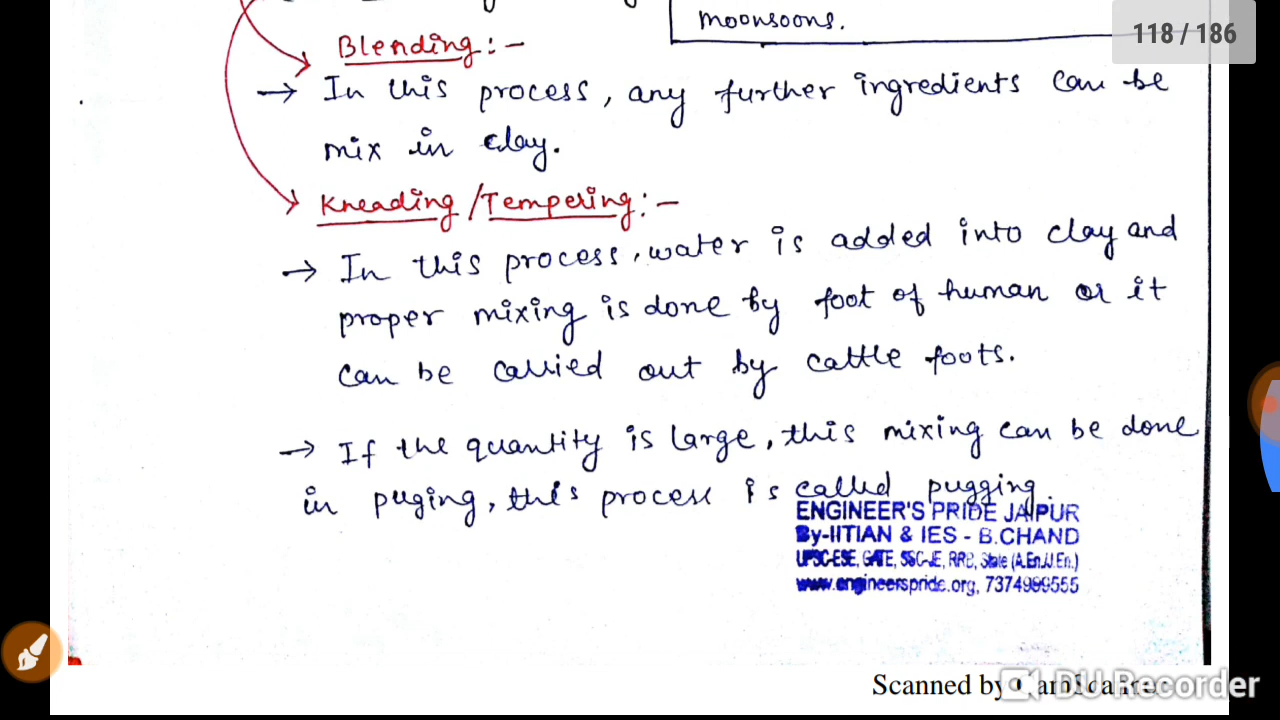 moonsoons.
118 / 186
Blending:-
→ In this process, any further ingredients can be
mix in clay.
Kneading/Tempering:-
→ In this process, water is added into clay and
proper mixing is done by foot of human or it
can be carried out by cattle foots.
→ If the quantity is large, this mixing can be done
in puging, this process is called pugging.
ENGINEER'S PRIDE JAIPUR
By-IITIAN & IES - B.CHAND
UPSC-ESE, GATE, SSC-JE, RRB, State (A.En./J.En.)
www.engineerspride.org, 7374999555
Scanned by CamScanner
DU Recorder